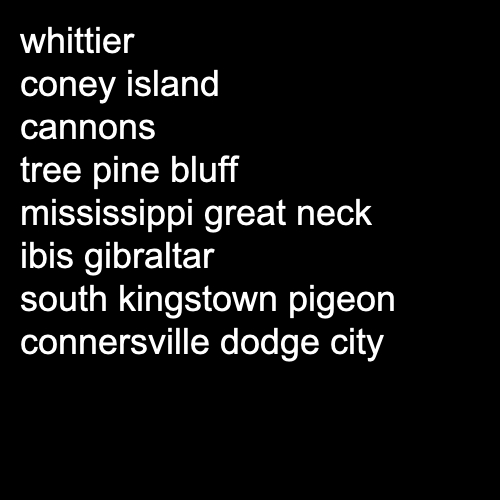 whittier
coney island
cannons
tree pine bluff
mississippi great neck
ibis gibraltar
south kingstown pigeon
connersville dodge city